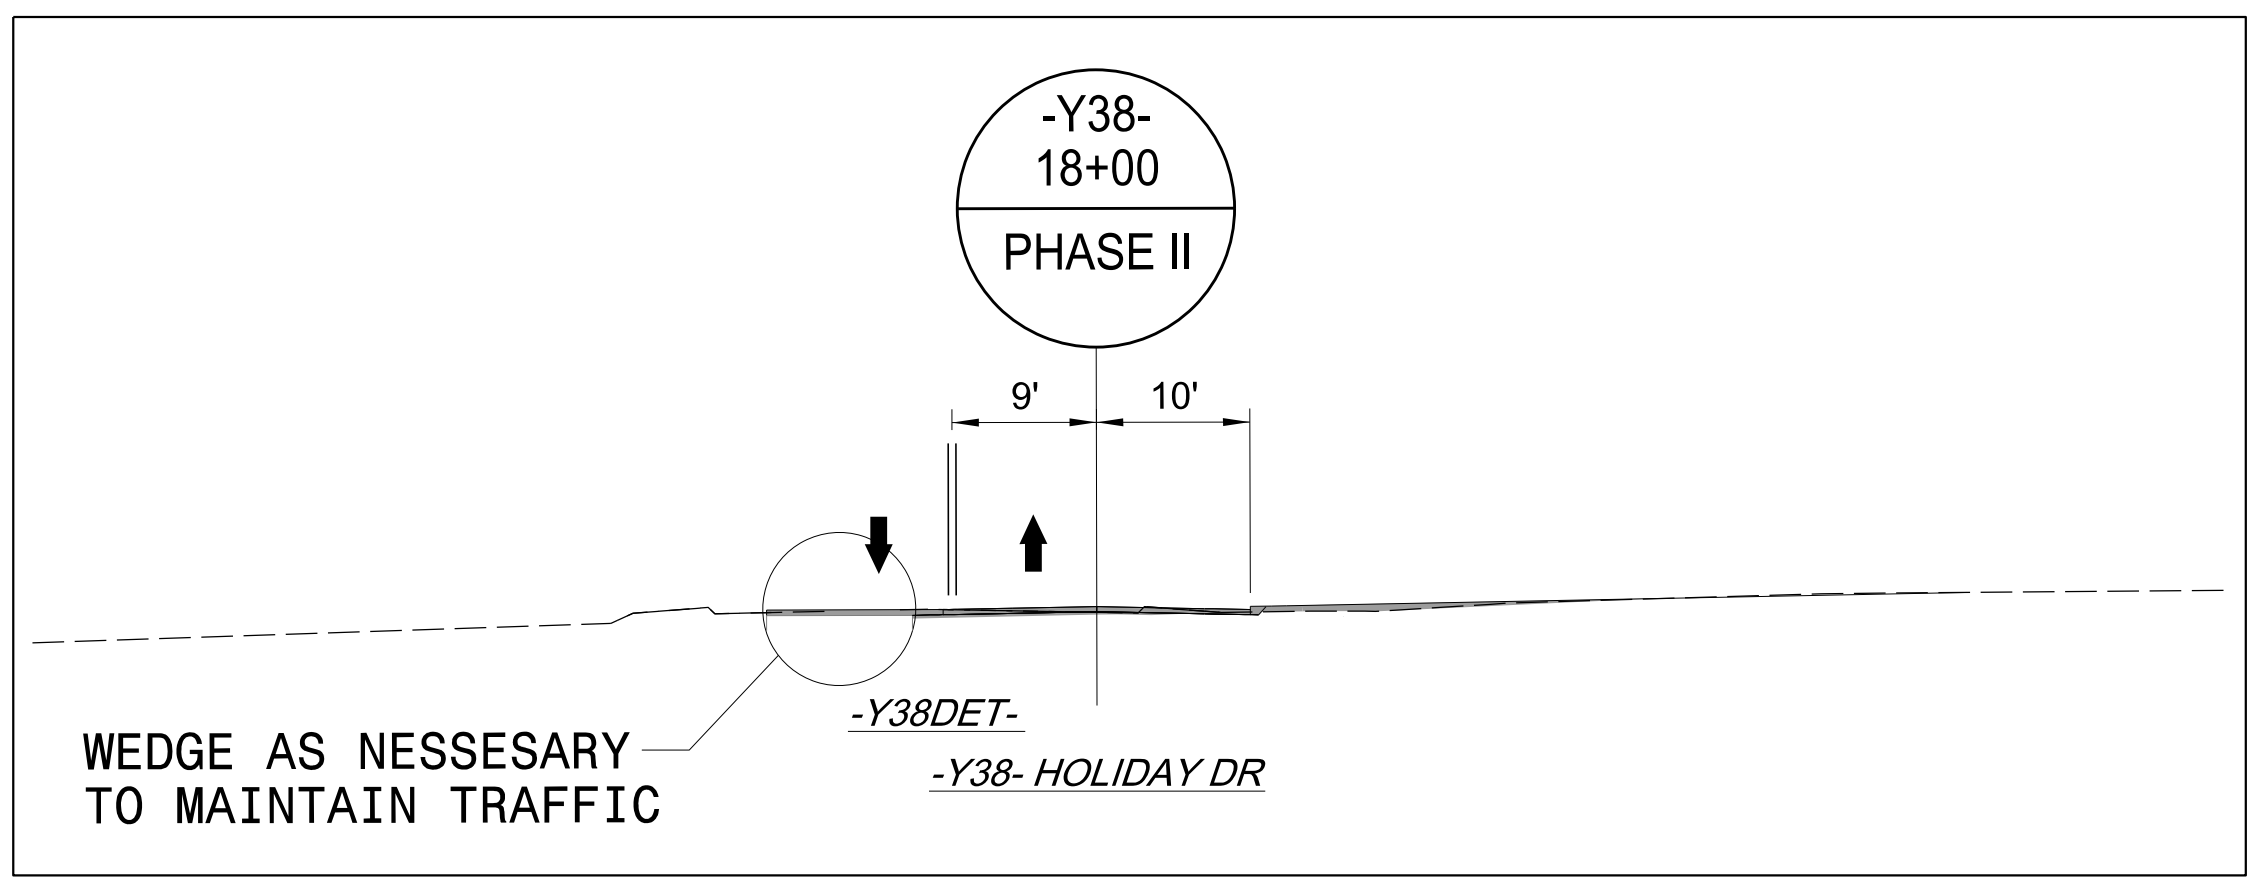 -Y38-
18+00
PHASE II
9'
10'
-Y38DET-
WEDGE AS NESSESARY
TO MAINTAIN TRAFFIC
-Y38- HOLIDAY DR